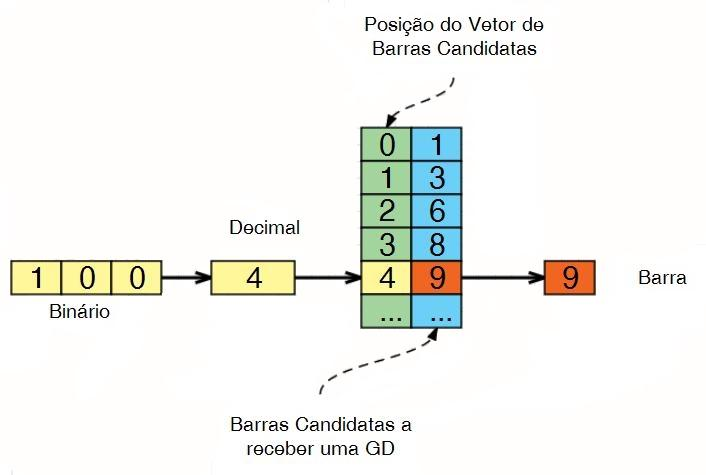 Posição do Vetor de
Barras Candidatas
0 1
1 3
2 6
Decimal
3 8
1 0 0
4
4 9
9
Barra
Binário
... ...
Barras Candidatas a
receber uma GD